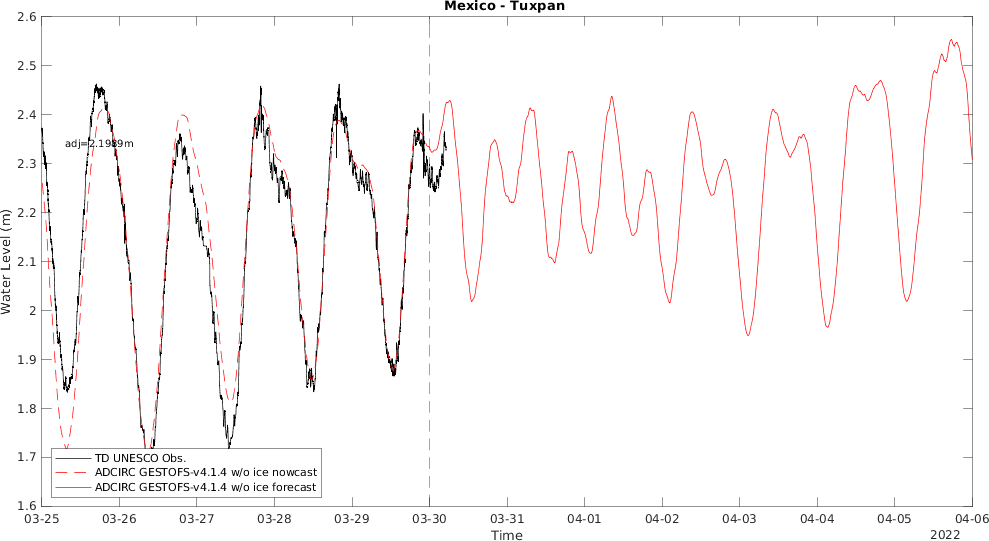 Mexico - Tuxpan
2.6
2.5
2.4
2.3
2.2
2.1
2
1.9
1.8
1.7
1.6
Water Level (m)
adj=2.1989m
TD UNESCO Obs.
ADCIRC GESTOFS-v4.1.4 w/o ice nowcast
ADCIRC GESTOFS-v4.1.4 w/o ice forecast
03-25 03-26 03-27 03-28 03-29 03-30 03-31 04-01 04-02 04-03 04-04 04-05 04-06
Time
2022